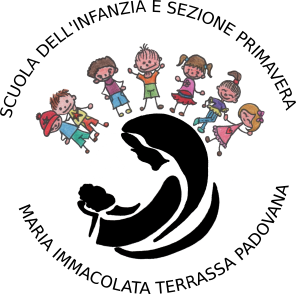 SCUOLA DELL'INFANZIA E SEZIONE PRIMAVERA
MARIA IMMACOLATA TERRASSA PADOVANA